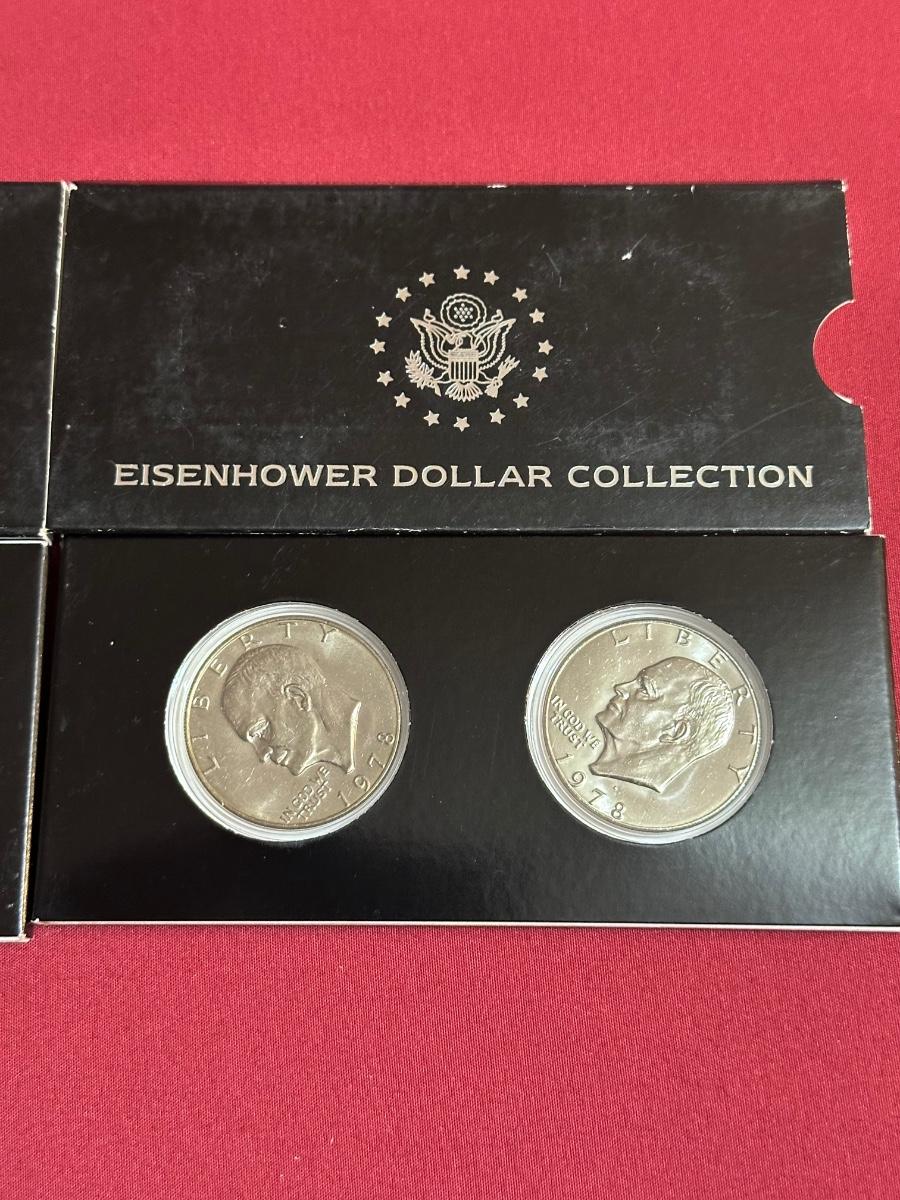 EISENHOWER DOLLAR COLLECTION
LIBERTY
IN GOD WE
TRUST
1978
LIBERTY
IN GOD WE
TRUST
1978